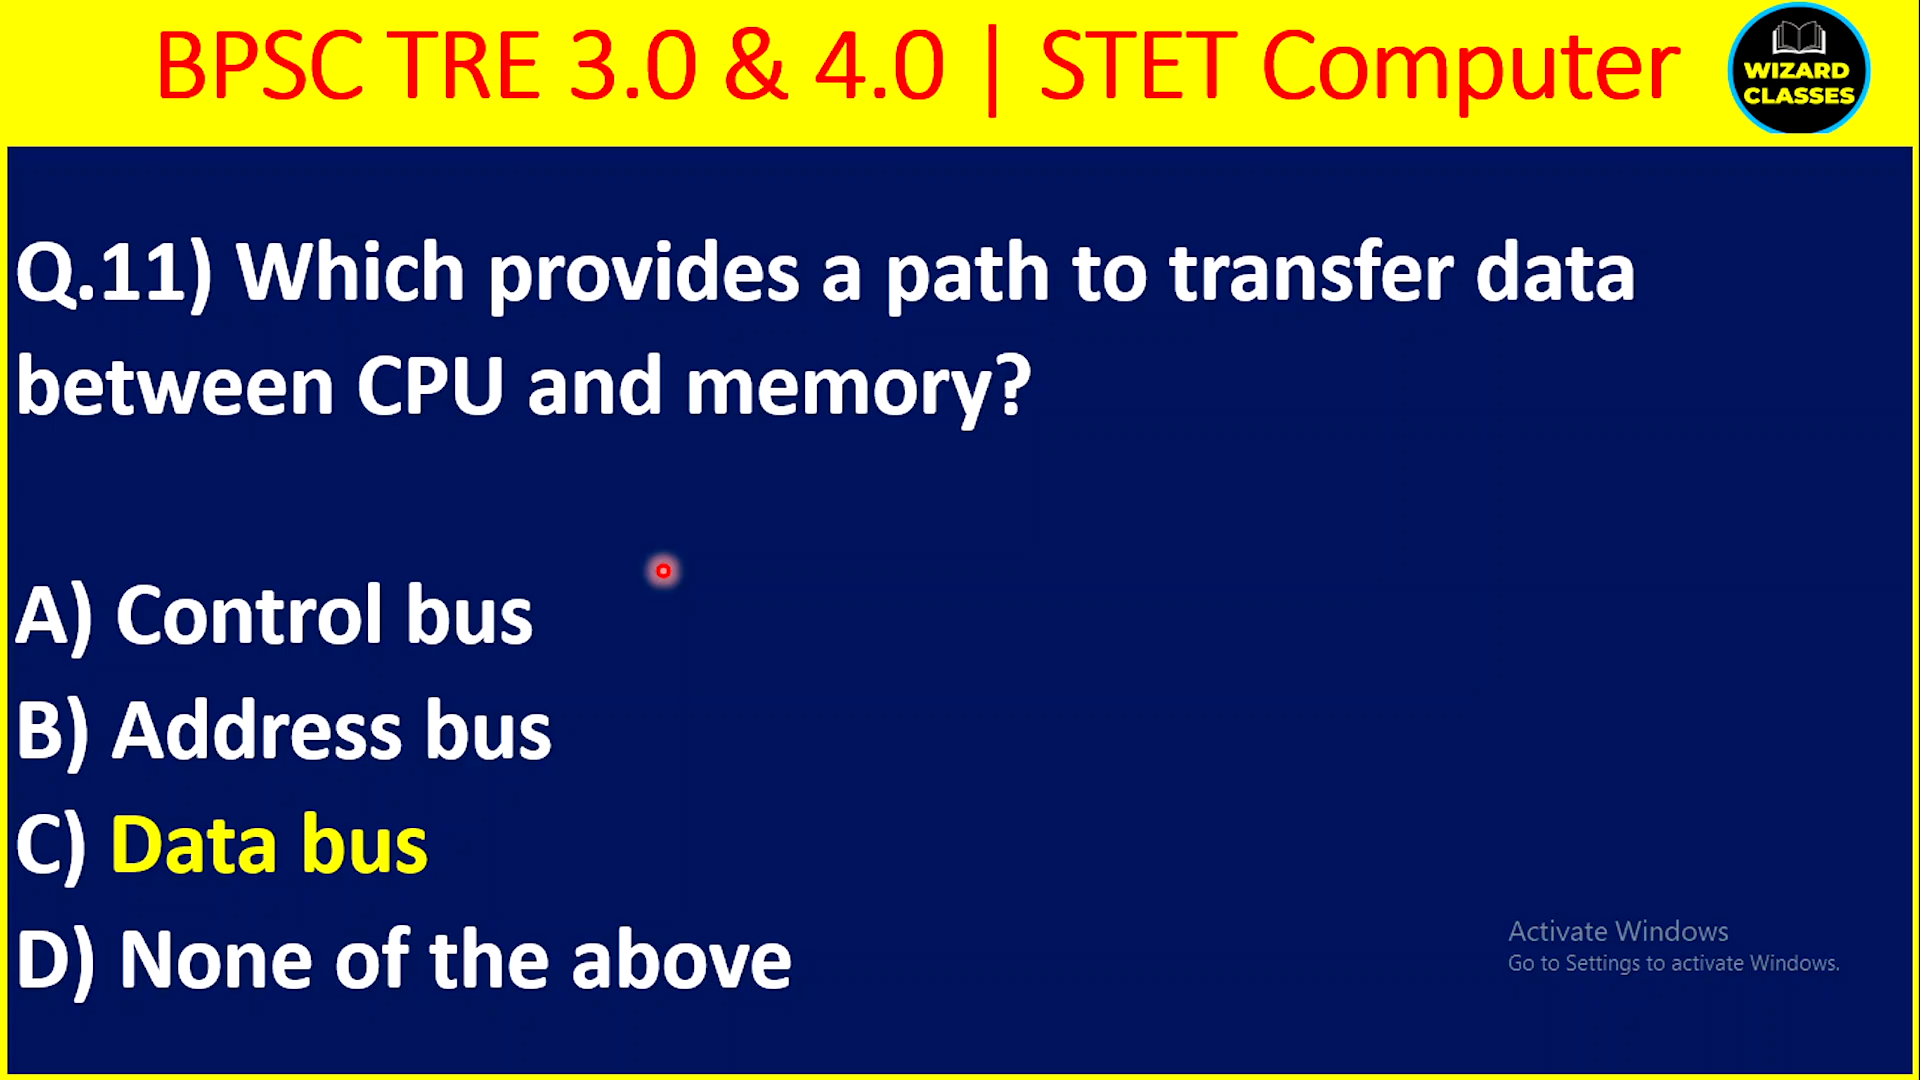 BPSC TRE 3.0 & 4.0 | STET Computer
WIZARD
CLASSES
Q.11) Which provides a path to transfer data
between CPU and memory?
A) Control bus
B) Address bus
C) Data bus
D) None of the above
Activate Windows
Go to Settings to activate Windows.